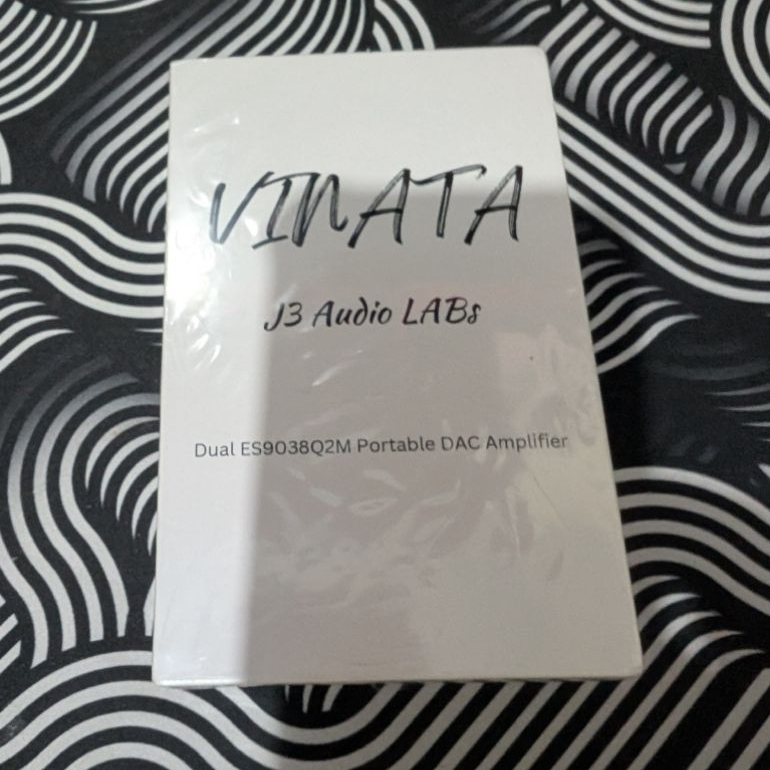 VINATA
J3 Audio LABs
Dual ES9038Q2M Portable DAC Amplifier